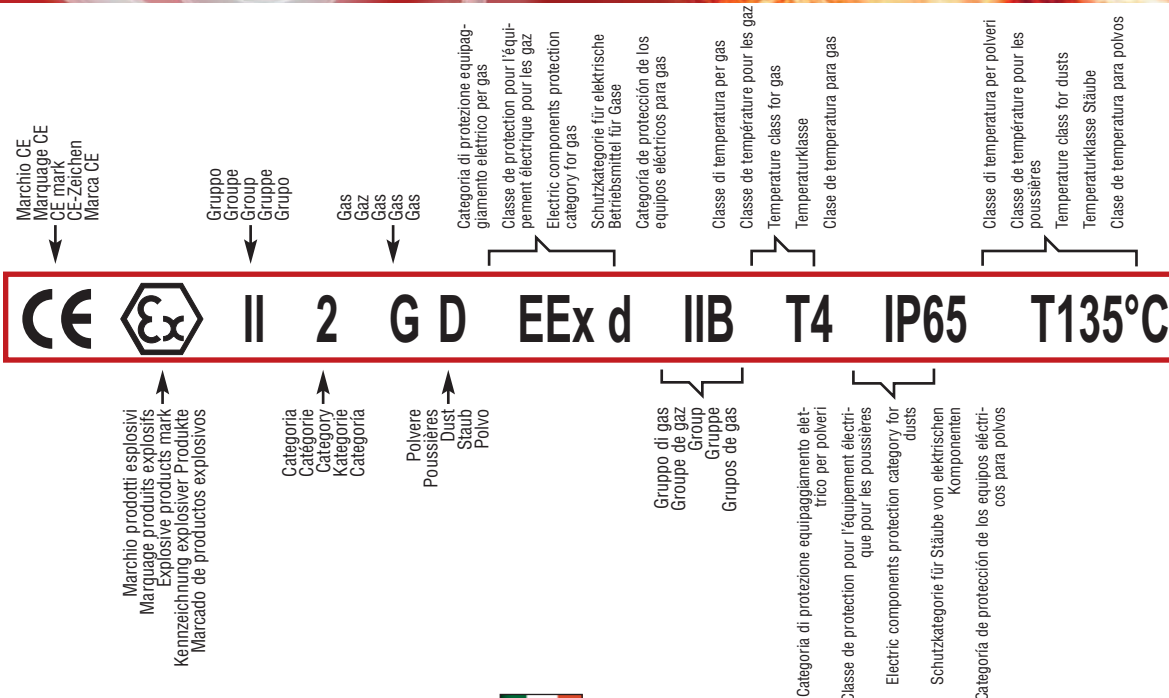 Marchio CE
Marquage CE
CE mark
CE-Zeichen
Marca CE
Gruppo
Groupe
Group
Gruppe
Grupo
Gas
Gaz
Gas
Gas
Gas
Categoria di protezione equipag-
giamento elettrico per gas
Classe de protection pour l'équi-
pement électrique pour les gaz
Electric components protection
category for gas
Schutzkategorie für elektrische
Betriebsmittel für Gase
Categoría de protección de los
equipos eléctricos para gas
Classe di temperatura per gas
Classe de température pour les gaz
Temperature class for gas
Temperaturklasse
Clase de temperatura para gas
Classe di temperatura per polveri
Classe de température pour les
poussières
Temperature class for dusts
Temperaturklasse Stäube
Clase de temperatura para polvos
CE Ex II 2 G D EEx d IIB T4 IP65 T135°C
Marchio prodotti esplosivi
Marguage produits explosifs
Explosive products mark
Kennzeichnung explosiver Produkte
Marcado de productos explosivos
Categoria
Catégorie
Category
Kategorie
Categoría
Polvere
Poussières
Dust
Staub
Polvo
Gruppo di gas
Groupe de gaz
Group
Gruppe
Grupos de gas
Categoria di protezione equipaggiamento elet-
trico per polveri
Classe de protection pour l'équipement électri-
que pour les poussières
Electric components protection category for
dusts
Schutzkategorie für Stäube von elektrischen
Komponenten
Categoría de protección de los equipos eléctri-
cos para polvos